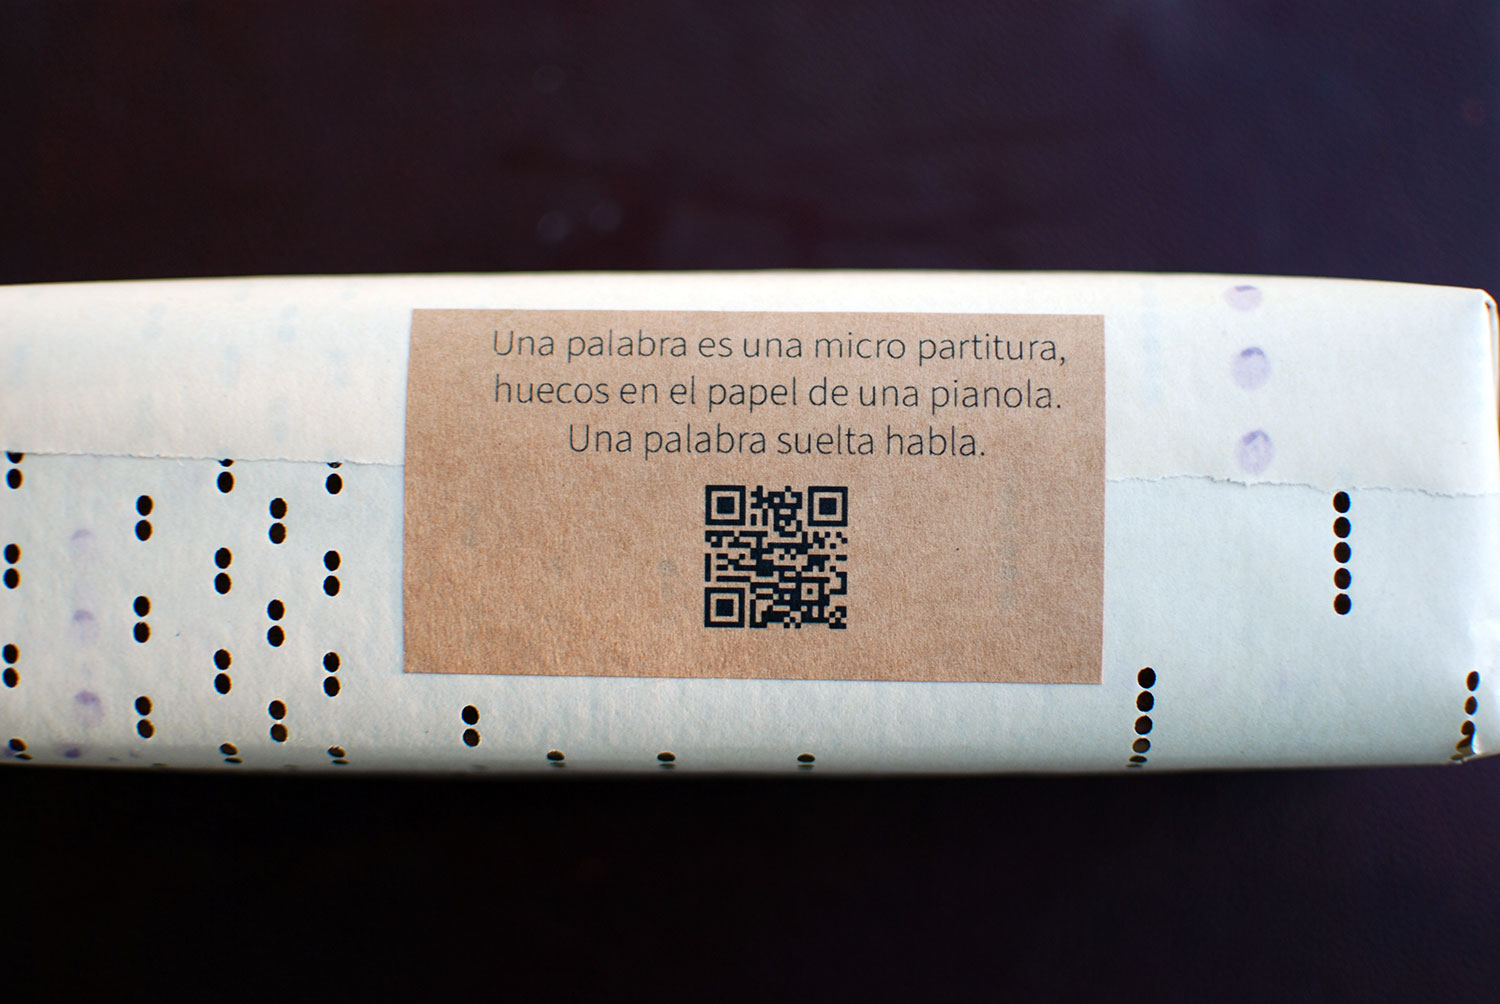 Una palabra es una micro partitura,
huecos en el papel de una pianola.
Una palabra suelta habla.